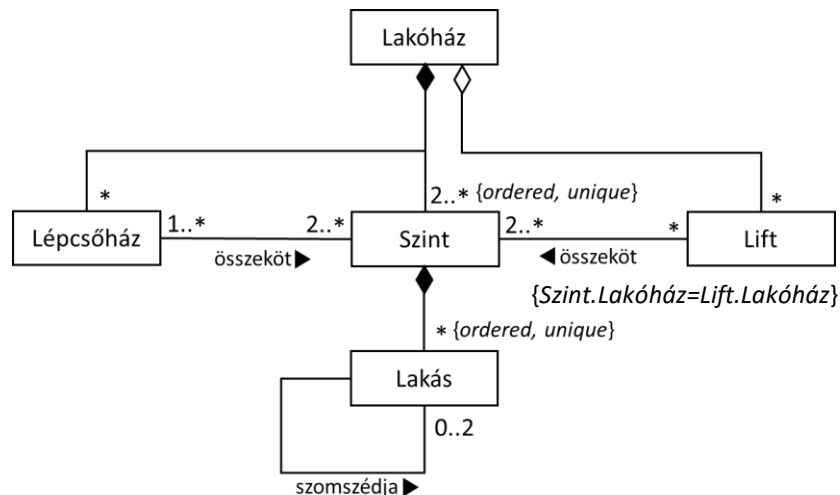 Lakóház
*
2..* {ordered, unique}
*
Lépcsőház
1..*
2..*
Szint
2..*
*
Lift
összeköt▶
◀összeköt
{Szint.Lakóház=Lift.Lakóház}
* {ordered, unique}
Lakás
0..2
szomszédja▶